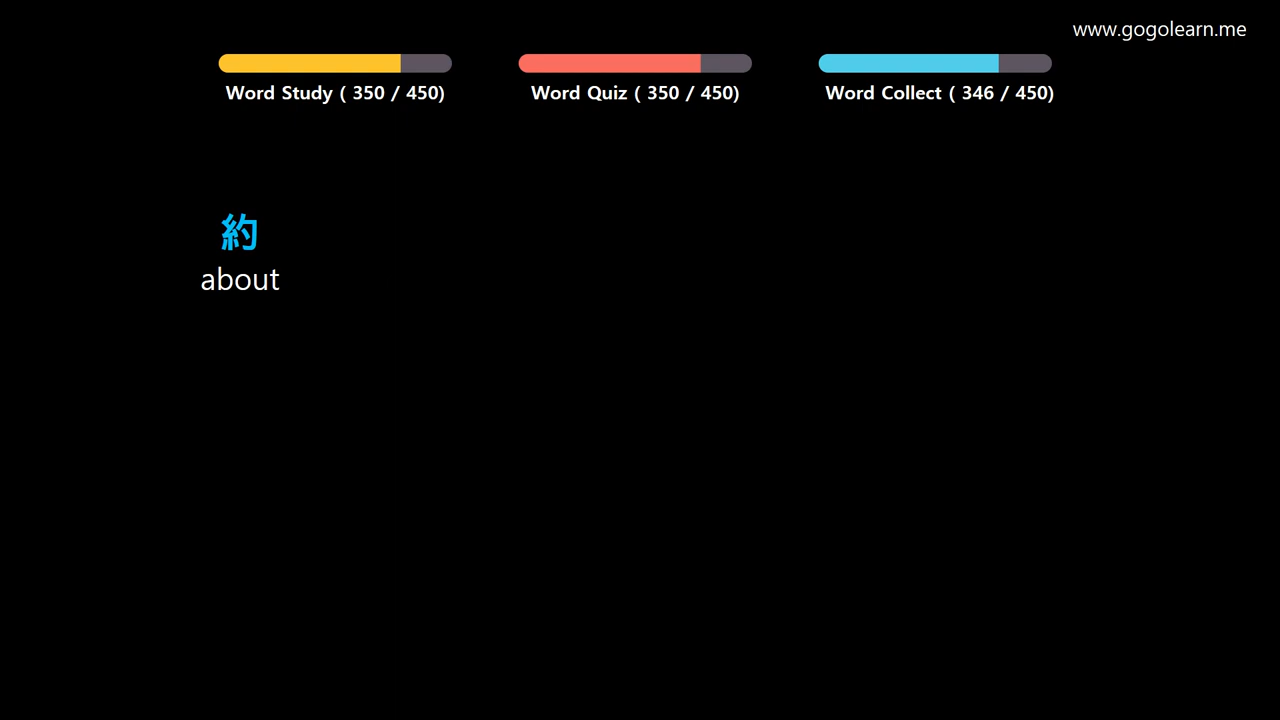 www.gogolearn.me
Word Study ( 350 / 450)
Word Quiz ( 350 / 450)
Word Collect ( 346 / 450)
約
about